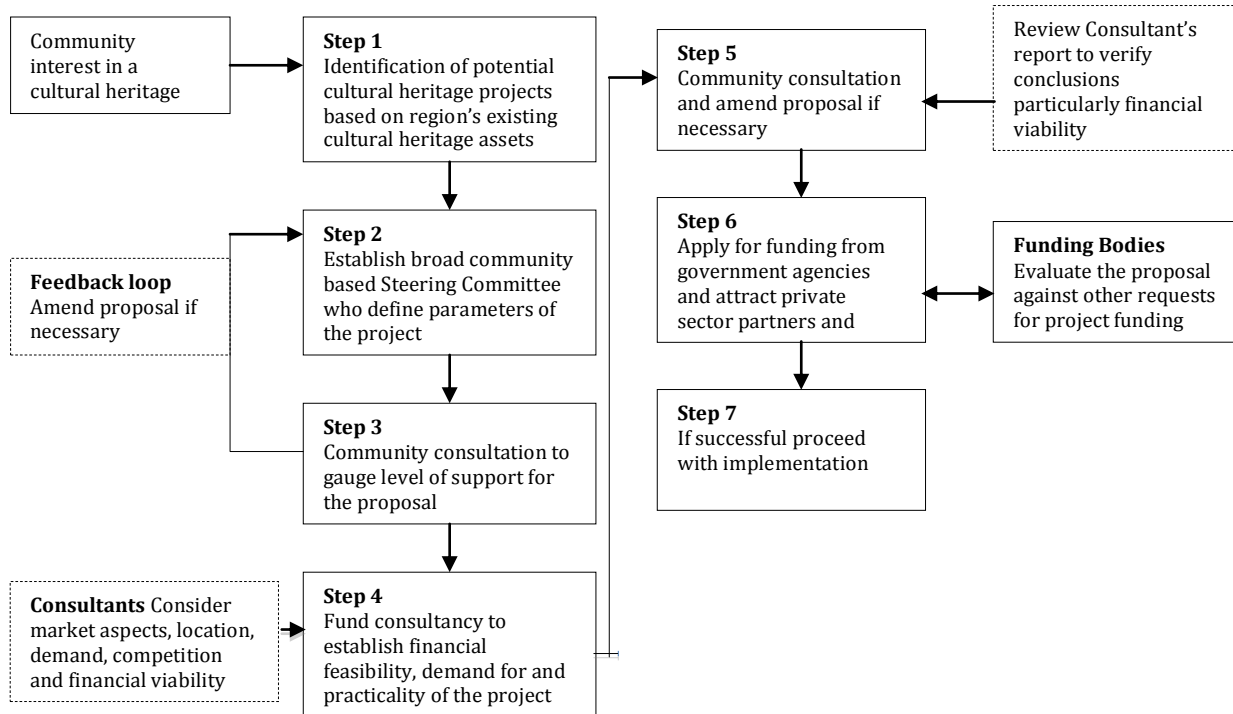 Community
interest in a
cultural heritage
Step 1
Identification of potential
cultural heritage projects
based on region’s existing
cultural heritage assets
Step 2
Establish broad community
based Steering Committee
who define parameters of
the project
Feedback loop
Amend proposal if
necessary
Step 3
Community consultation to
gauge level of support for
the proposal
Consultants Consider
market aspects, location,
demand, competition
and financial viability
Step 4
Fund consultancy to
establish financial
feasibility, demand for and
practicality of the project
Step 5
Community consultation
and amend proposal if
necessary
Review Consultant’s
report to verify
conclusions
particularly financial
viability
Step 6
Apply for funding from
government agencies
and attract private
sector partners and
Funding Bodies
Evaluate the proposal
against other requests
for project funding
Step 7
If successful proceed
with implementation